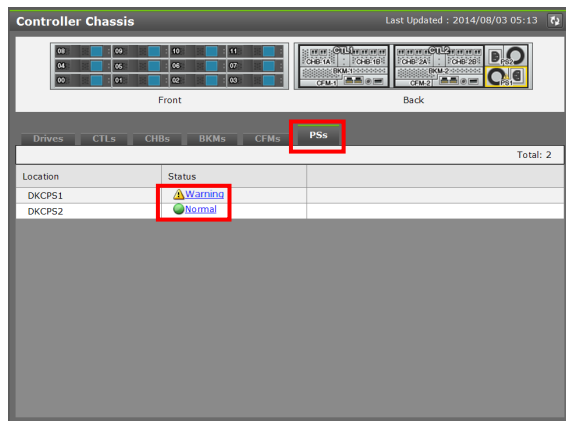 Controller Chassis
Last Updated : 2014/08/03 05:13
08 09 10 11
04 05 06 07
00 01 02 03
CTL1 CTL2
CHB-1A CHB-1B CHB-2A CHB-2B PS2
BKM-1 BKM-2
CFM-1 CFM-2 PS1
Front Back
Drives CTLs CHBs BKMs CFMs PSs
Total: 2
Location Status
DKCPS1 Warning
DKCPS2 Normal